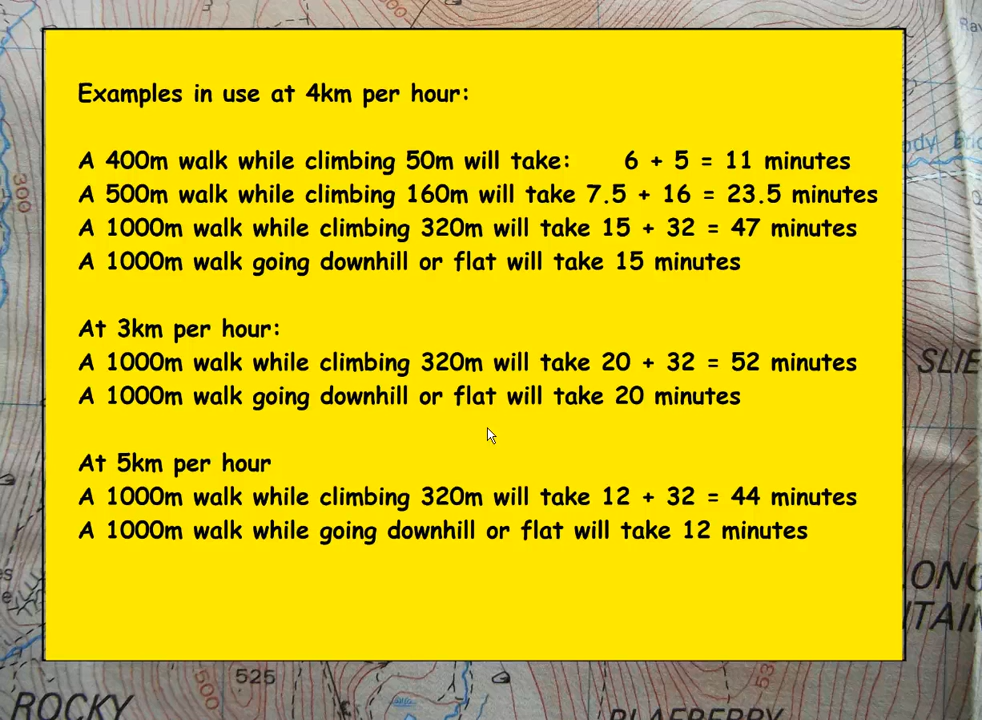 Examples in use at 4km per hour:
A 400m walk while climbing 50m will take: 6 + 5 = 11 minutes
A 500m walk while climbing 160m will take 7.5 + 16 = 23.5 minutes
A 1000m walk while climbing 320m will take 15 + 32 = 47 minutes
A 1000m walk going downhill or flat will take 15 minutes
At 3km per hour:
A 1000m walk while climbing 320m will take 20 + 32 = 52 minutes
A 1000m walk going downhill or flat will take 20 minutes
At 5km per hour
A 1000m walk while climbing 320m will take 12 + 32 = 44 minutes
A 1000m walk while going downhill or flat will take 12 minutes
300
525
500
ROCKY